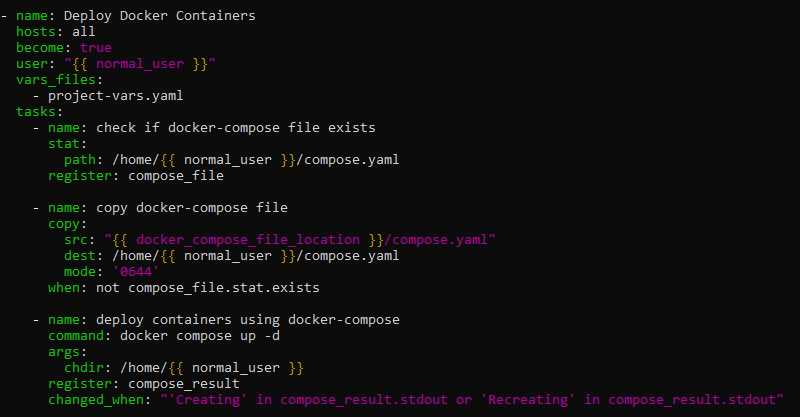 - name: Deploy Docker Containers
  hosts: all
  become: true
  user: "{{ normal_user }}"
  vars_files:
    - project-vars.yaml
  tasks:
    - name: check if docker-compose file exists
      stat:
        path: /home/{{ normal_user }}/compose.yaml
      register: compose_file

    - name: copy docker-compose file
      copy:
        src: "{{ docker_compose_file_location }}/compose.yaml"
        dest: /home/{{ normal_user }}/compose.yaml
        mode: '0644'
      when: not compose_file.stat.exists

    - name: deploy containers using docker-compose
      command: docker compose up -d
      args:
        chdir: /home/{{ normal_user }}
      register: compose_result
      changed_when: "'Creating' in compose_result.stdout or 'Recreating' in compose_result.stdout"